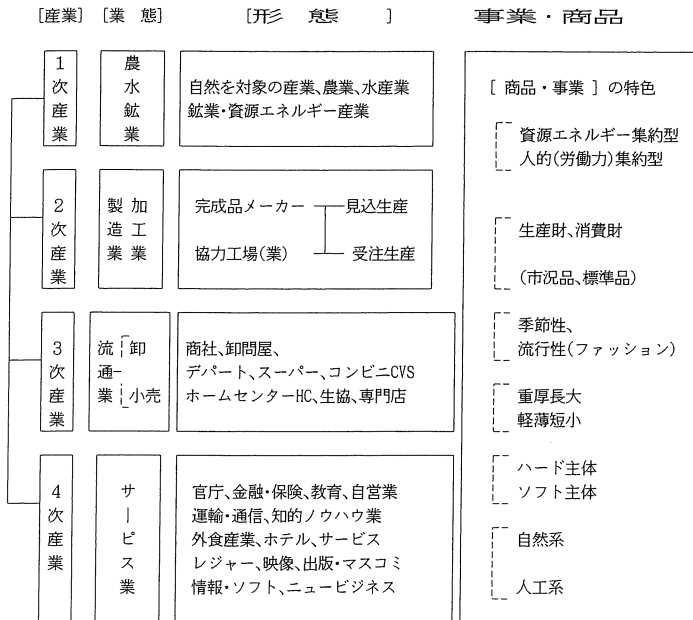 [産業] [業 態] [形 態 ] 事業・商品
1次産業
農水鉱業
自然を対象の産業、農業、水産業
鉱業・資源エネルギー産業
2次産業
製造業
加工業
完成品メーカー 見込生産
協力工場(業) 受注生産
3次産業
流通業
卸
小売
商社、卸問屋、
デパート、スーパー、コンビニCVS
ホームセンターHC、生協、専門店
4次産業
サービス業
官庁、金融・保険、教育、自営業
運輸・通信、知的ノウハウ業
外食産業、ホテル、サービス
レジャー、映像、出版・マスコミ
情報・ソフト、ニュービジネス
[ 商品・事業 ] の特色
資源エネルギー集約型
人的(労働力)集約型
生産財、消費財
(市況品、標準品)
季節性、
流行性(ファッション)
重厚長大
軽薄短小
ハード主体
ソフト主体
自然系
人工系